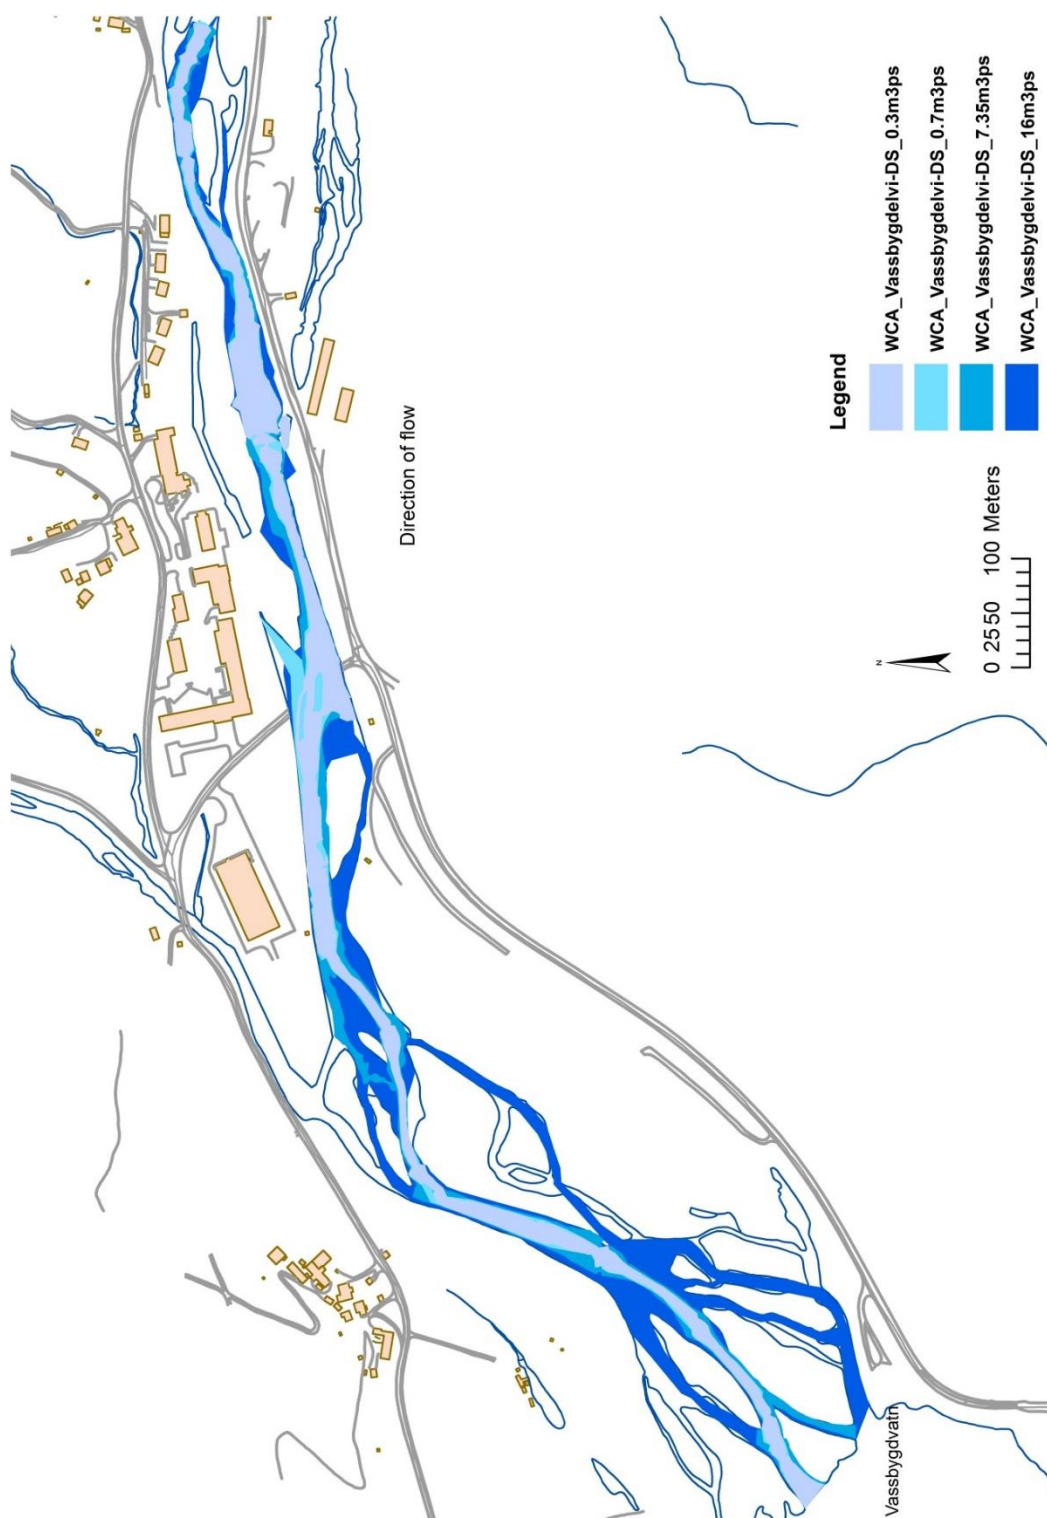 Direction of flow
Legend
WCA_Vassbygdelvi-DS_0.3m3ps
WCA_Vassbygdelvi-DS_0.7m3ps
WCA_Vassbygdelvi-DS_7.35m3ps
WCA_Vassbygdelvi-DS_16m3ps
N
0 25 50 100 Meters
Vassbygdvatn